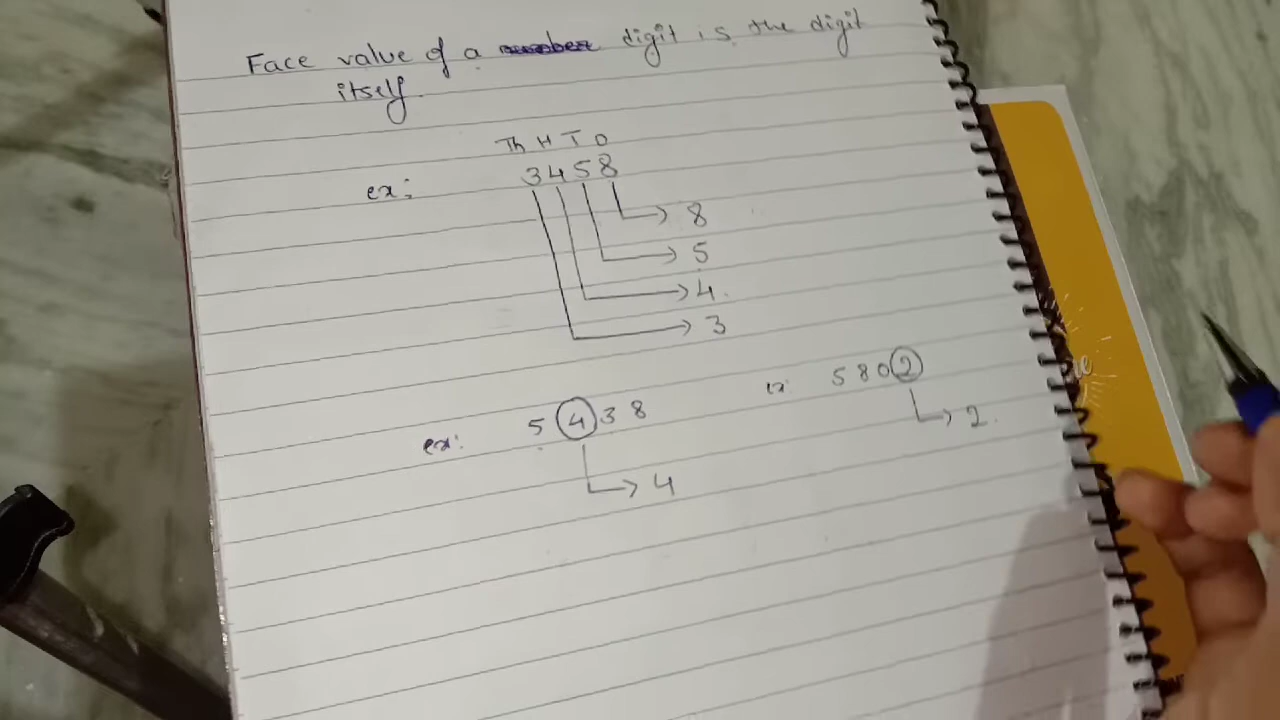 Face value of a digit is the digit
itself.
Th H T O
ex: 3458
8
5
4
3
ex: 5438
4
ex: 5802
2